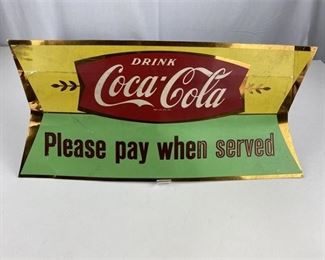 DRINK
Coca-Cola
Please pay when served